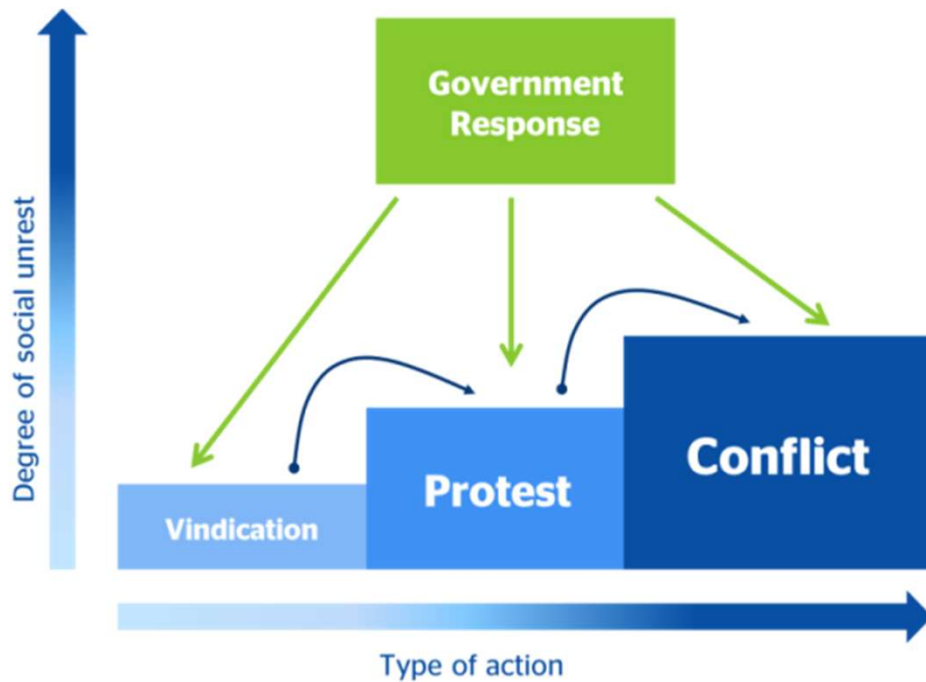 Government
Response
Degree of social unrest
Vindication
Protest
Conflict
Type of action